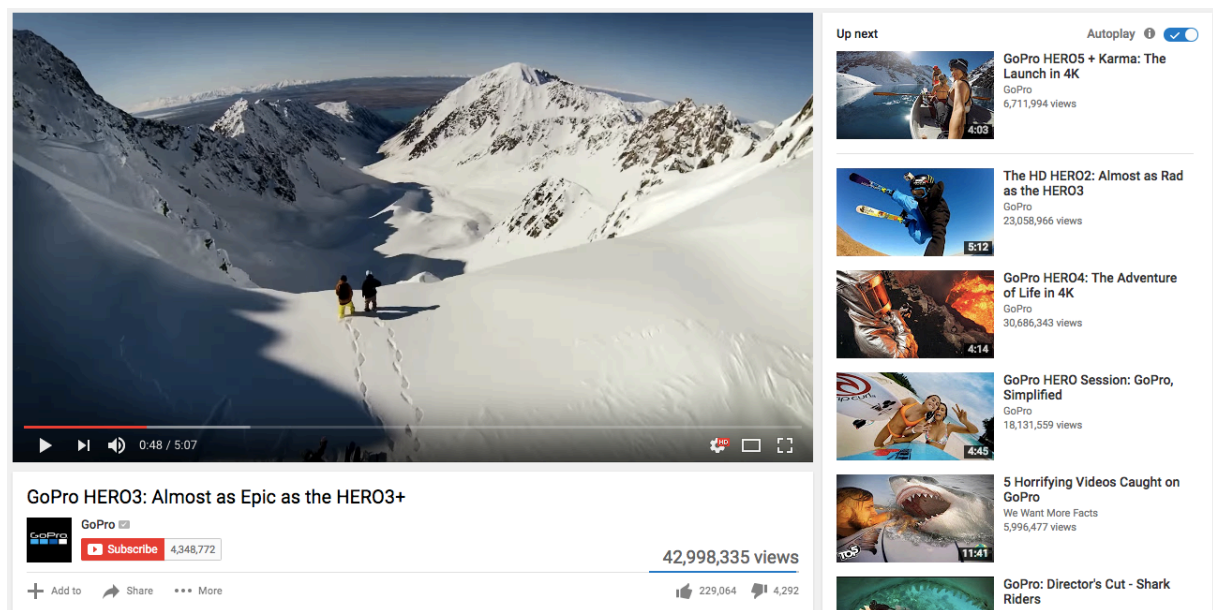 0:48 / 5:07
HD
GoPro HERO3: Almost as Epic as the HERO3+
GoPro
GoPro
Subscribe 4,348,772
42,998,335 views
Add to Share More 229,064 4,292
Up next Autoplay
4:03
GoPro HERO5 + Karma: The
Launch in 4K
GoPro
6,711,994 views
5:12
The HD HERO2: Almost as Rad
as the HERO3
GoPro
23,058,966 views
4:14
GoPro HERO4: The Adventure
of Life in 4K
GoPro
30,686,343 views
4:45
GoPro HERO Session: GoPro,
Simplified
GoPro
18,131,559 views
TOP5
11:41
5 Horrifying Videos Caught on
GoPro
We Want More Facts
5,996,477 views
GoPro: Director's Cut - Shark
Riders